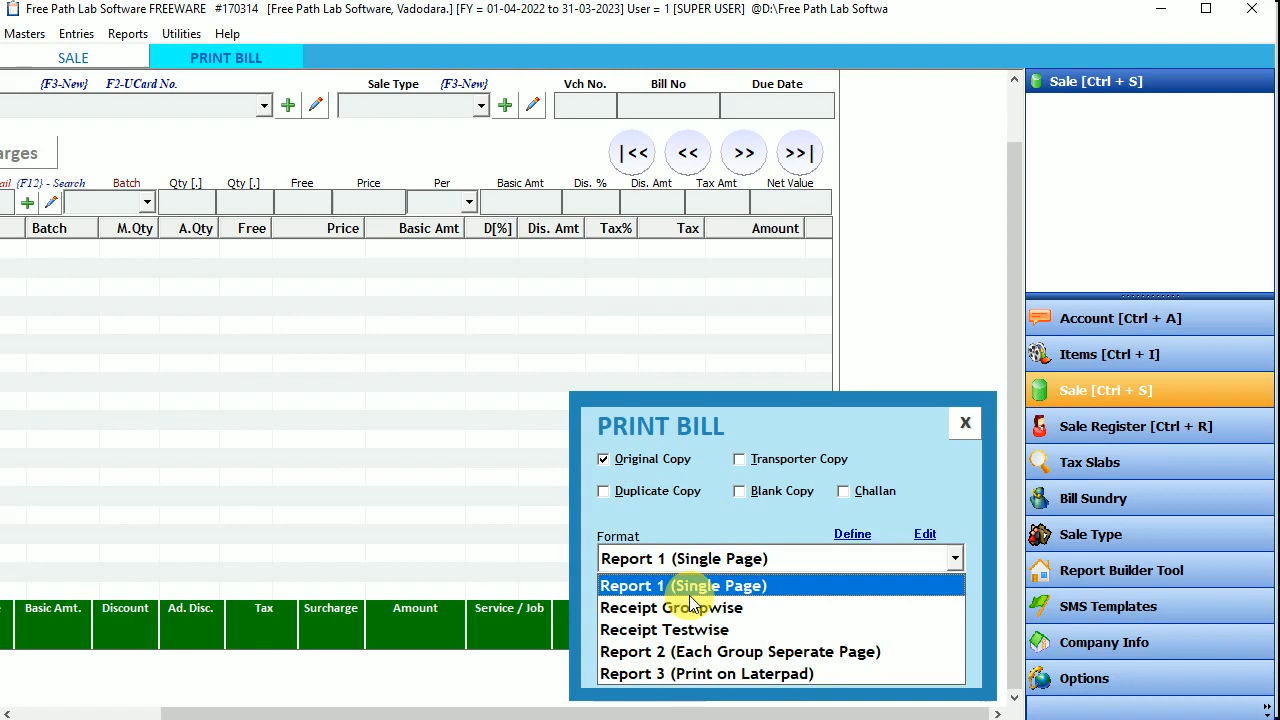 Free Path Lab Software FREEWARE #170314 [Free Path Lab Software, Vadodara.] [FY = 01-04-2022 to 31-03-2023] User = 1 [SUPER USER] @D:\Free Path Lab Softwa
Masters Entries Reports Utilities Help
SALE PRINT BILL
{F3-New} F2-UCard No. Sale Type {F3-New} Vch No. Bill No Due Date
arges |<< << >> >>|
ail {F12} - Search Batch Qty [.] Qty [.] Free Price Per Basic Amt Dis. % Dis. Amt Tax Amt Net Value
Batch M.Qty A.Qty Free Price Basic Amt D[%] Dis. Amt Tax% Tax Amount
Basic Amt. Discount Ad. Disc. Tax Surcharge Amount Service / Job
PRINT BILL X
Original Copy Transporter Copy
Duplicate Copy Blank Copy Challan
Format Define Edit
Report 1 (Single Page)
Report 1 (Single Page)
Receipt Groupwise
Receipt Testwise
Report 2 (Each Group Seperate Page)
Report 3 (Print on Laterpad)
Sale [Ctrl + S]
Account [Ctrl + A]
Items [Ctrl + I]
Sale [Ctrl + S]
Sale Register [Ctrl + R]
Tax Slabs
Bill Sundry
Sale Type
Report Builder Tool
SMS Templates
Company Info
Options